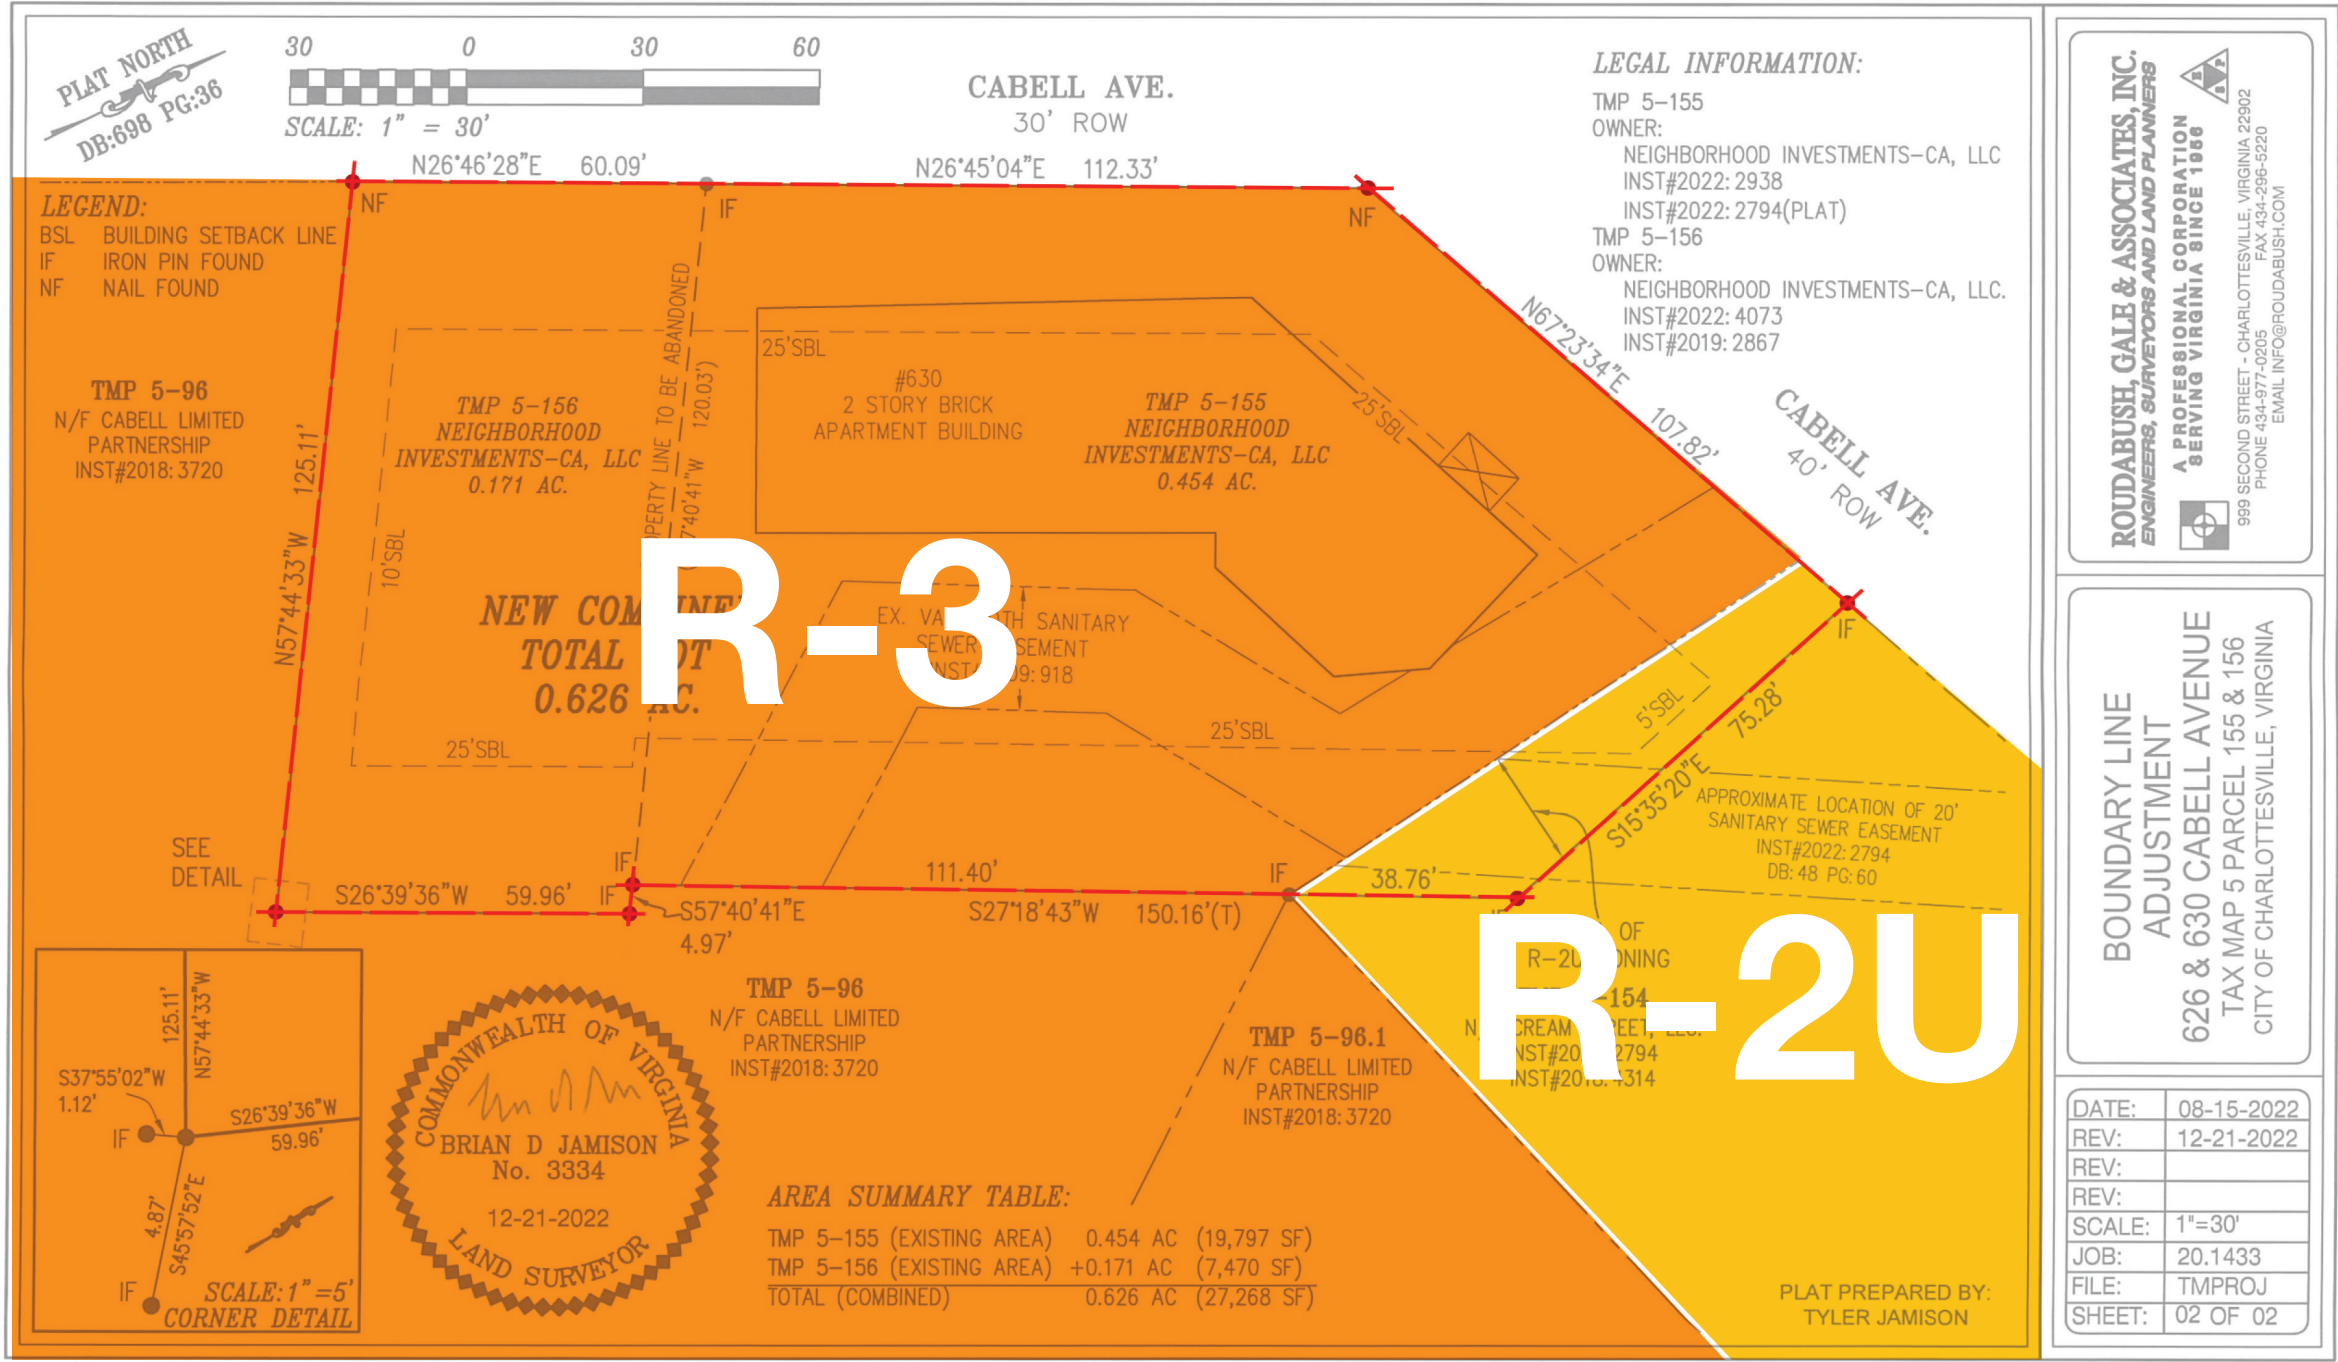 PLAT NORTH
DB:698 PG:36
30 0 30 60
SCALE: 1" = 30'
CABELL AVE.
30' ROW
N26°46'28"E 60.09'
N26°45'04"E 112.33'
NF
IF
NF
LEGEND:
BSL BUILDING SETBACK LINE
IF IRON PIN FOUND
NF NAIL FOUND
LEGAL INFORMATION:
TMP 5-155
OWNER:
NEIGHBORHOOD INVESTMENTS-CA, LLC
INST#2022:2938
INST#2022:2794(PLAT)
TMP 5-156
OWNER:
NEIGHBORHOOD INVESTMENTS-CA, LLC.
INST#2022:4073
INST#2019:2867
N67°23'34"E 107.82'
CABELL AVE.
40' ROW
TMP 5-96
N/F CABELL LIMITED
PARTNERSHIP
INST#2018:3720
N57°44'33"W 125.11'
TMP 5-156
NEIGHBORHOOD
INVESTMENTS-CA, LLC
0.171 AC.
10'SBL
PROPERTY LINE TO BE ABANDONED
120.03')
25'SBL
#630
2 STORY BRICK
APARTMENT BUILDING
TMP 5-155
NEIGHBORHOOD
INVESTMENTS-CA, LLC
0.454 AC.
25'SBL
NEW
TOTAL
0.626 AC.
R-3
SANITARY
SEWER
918
25'SBL
25'SBL
5'SBL
IF
S15°35'20"E 75.28'
APPROXIMATE LOCATION OF 20'
SANITARY SEWER EASEMENT
INST#2022:2794
DB:48 PG:60
SEE
DETAIL
S26°39'36"W 59.96'
IF
IF
S57°40'41"E
4.97'
111.40'
S27°18'43"W 150.16'(T)
IF
38.76'
OF
R-2U
R-2U
TMP 5-96
N/F CABELL LIMITED
PARTNERSHIP
INST#2018:3720
TMP 5-96.1
N/F CABELL LIMITED
PARTNERSHIP
INST#2018:3720
125.11'
N57°44'33"W
S37°55'02"W
1.12'
IF
S26°39'36"W
59.96'
4.87'
S45°57'52"E
IF
SCALE:1"=5'
CORNER DETAIL
COMMONWEALTH OF VIRGINIA
BRIAN D JAMISON
No. 3334
12-21-2022
LAND SURVEYOR
AREA SUMMARY TABLE:
TMP 5-155 (EXISTING AREA) 0.454 AC (19,797 SF)
TMP 5-156 (EXISTING AREA) +0.171 AC (7,470 SF)
TOTAL (COMBINED) 0.626 AC (27,268 SF)
PLAT PREPARED BY:
TYLER JAMISON
ROUDABUSH, GALE & ASSOCIATES, INC.
ENGINEERS, SURVEYORS AND LAND PLANNERS
A PROFESSIONAL CORPORATION
SERVING VIRGINIA SINCE 1956
999 SECOND STREET - CHARLOTTESVILLE, VIRGINIA 22902
PHONE 434-977-0205 FAX 434-296-5220
EMAIL INFO@ROUDABUSH.COM
BOUNDARY LINE
ADJUSTMENT
626 & 630 CABELL AVENUE
TAX MAP 5 PARCEL 155 & 156
CITY OF CHARLOTTESVILLE, VIRGINIA
DATE: 08-15-2022
REV: 12-21-2022
REV:
REV:
SCALE: 1"=30'
JOB: 20.1433
FILE: TMPROJ
SHEET: 02 OF 02